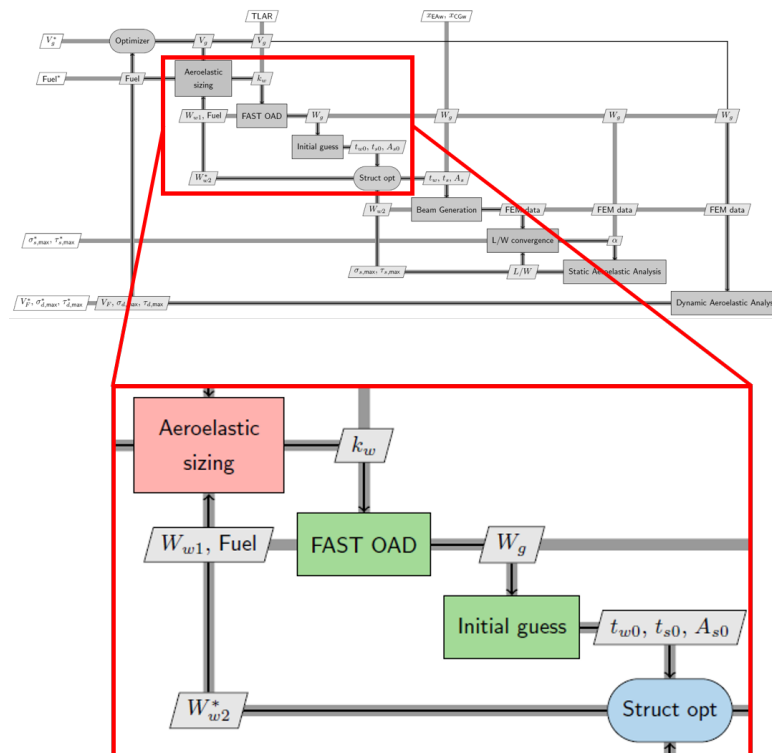 TLAR
x_EAw, x_CGw
V_g^*
Optimizer
V_g
V_g
Fuel*
Fuel
Aeroelastic
sizing
k_w
W_w1, Fuel
FAST OAD
W_g
W_g
W_g
W_g
Initial guess
t_w0, t_s0, A_s0
W_w2^*
Struct opt
t_w, t_s, A_s
W_w2
Beam Generation
FEM data
FEM data
FEM data
σ_s,max^*, τ_s,max^*
L/W convergence
α
σ_s,max, τ_s,max
L/W
Static Aeroelastic Analysis
V_F^*, σ_d,max^*, τ_d,max^*
V_F, σ_d,max, τ_d,max
Dynamic Aeroelastic Analys
Aeroelastic
sizing
k_w
W_w1, Fuel
FAST OAD
W_g
Initial guess
t_w0, t_s0, A_s0
W_w2^*
Struct opt